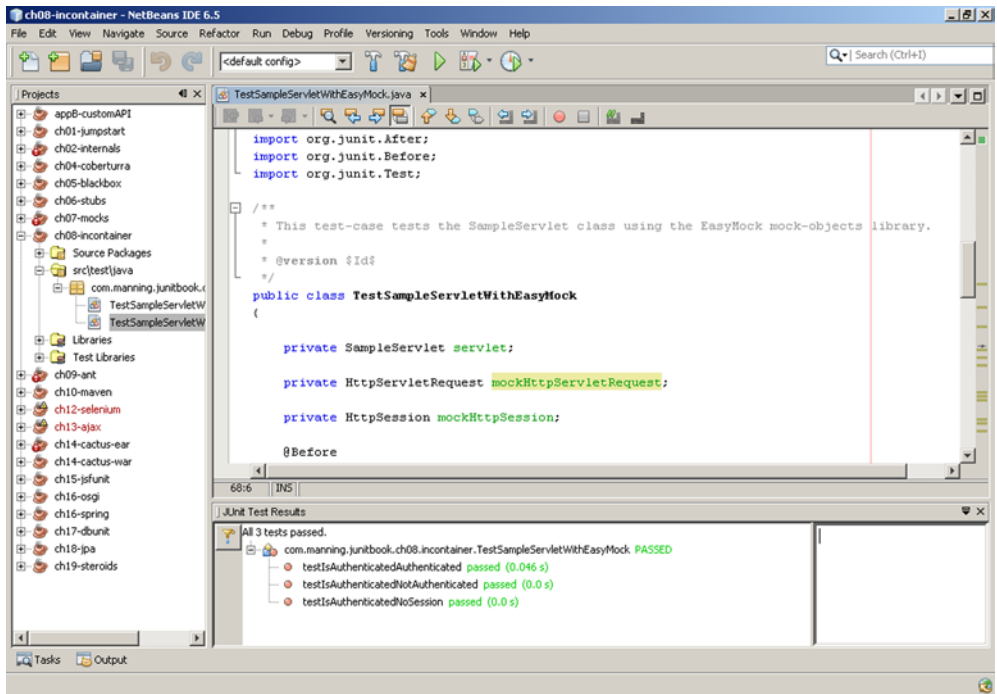 ch08-incontainer - NetBeans IDE 6.5
File Edit View Navigate Source Refactor Run Debug Profile Versioning Tools Window Help
<default config>
Search (Ctrl+I)
Projects
appB-customAPI
ch01-jumpstart
ch02-internals
ch04-coberturra
ch05-blackbox
ch06-stubs
ch07-mocks
ch08-incontainer
Source Packages
src\test\java
com.manning.junitbook.c
TestSampleServletW
TestSampleServletW
Libraries
Test Libraries
ch09-ant
ch10-maven
ch12-selenium
ch13-ajax
ch14-cactus-ear
ch14-cactus-war
ch15-jsfunit
ch16-osgi
ch16-spring
ch17-dbunit
ch18-jpa
ch19-steroids
TestSampleServletWithEasyMock.java
import org.junit.After;
import org.junit.Before;
import org.junit.Test;
/**
* This test-case tests the SampleServlet class using the EasyMock mock-objects library.
*
* @version $Id$
*/
public class TestSampleServletWithEasyMock
{
private SampleServlet servlet;
private HttpServletRequest mockHttpServletRequest;
private HttpSession mockHttpSession;
@Before
68:6 INS
JUnit Test Results
All 3 tests passed.
com.manning.junitbook.ch08.incontainer.TestSampleServletWithEasyMock PASSED
testIsAuthenticatedAuthenticated passed (0.046 s)
testIsAuthenticatedNotAuthenticated passed (0.0 s)
testIsAuthenticatedNoSession passed (0.0 s)
Tasks Output